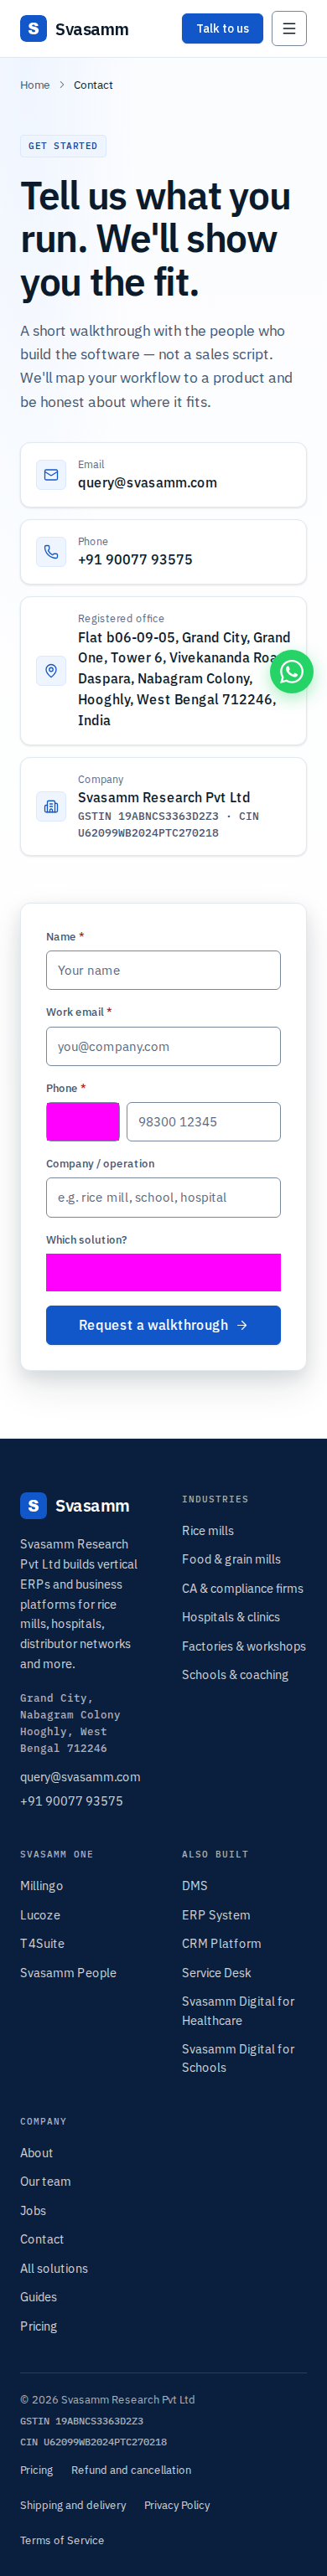 S Svasamm
Talk to us
Home > Contact
GET STARTED
Tell us what you
run. We'll show
you the fit.
A short walkthrough with the people who
build the software — not a sales script.
We'll map your workflow to a product and
be honest about where it fits.
Email
query@svasamm.com
Phone
+91 90077 93575
Registered office
Flat b06-09-05, Grand City, Grand
One, Tower 6, Vivekananda
Daspara, Nabagram Colony,
Hooghly, West Bengal 712246,
India
Company
Svasamm Research Pvt Ltd
GSTIN 19ABNCS3363D2Z3 · CIN
U62099WB2024PTC270218
Name *
Your name
Work email *
you@company.com
Phone *
98300 12345
Company / operation
e.g. rice mill, school, hospital
Which solution?
Request a walkthrough →
S Svasamm
Svasamm Research
Pvt Ltd builds vertical
ERPs and business
platforms for rice
mills, hospitals,
distributor networks
and more.
Grand City,
Nabagram Colony
Hooghly, West
Bengal 712246
query@svasamm.com
+91 90077 93575
INDUSTRIES
Rice mills
Food & grain mills
CA & compliance firms
Hospitals & clinics
Factories & workshops
Schools & coaching
SVASAMM ONE
Millingo
Lucoze
T4Suite
Svasamm People
ALSO BUILT
DMS
ERP System
CRM Platform
Service Desk
Svasamm Digital for
Healthcare
Svasamm Digital for
Schools
COMPANY
About
Our team
Jobs
Contact
All solutions
Guides
Pricing
© 2026 Svasamm Research Pvt Ltd
GSTIN 19ABNCS3363D2Z3
CIN U62099WB2024PTC270218
Pricing Refund and cancellation
Shipping and delivery Privacy Policy
Terms of Service